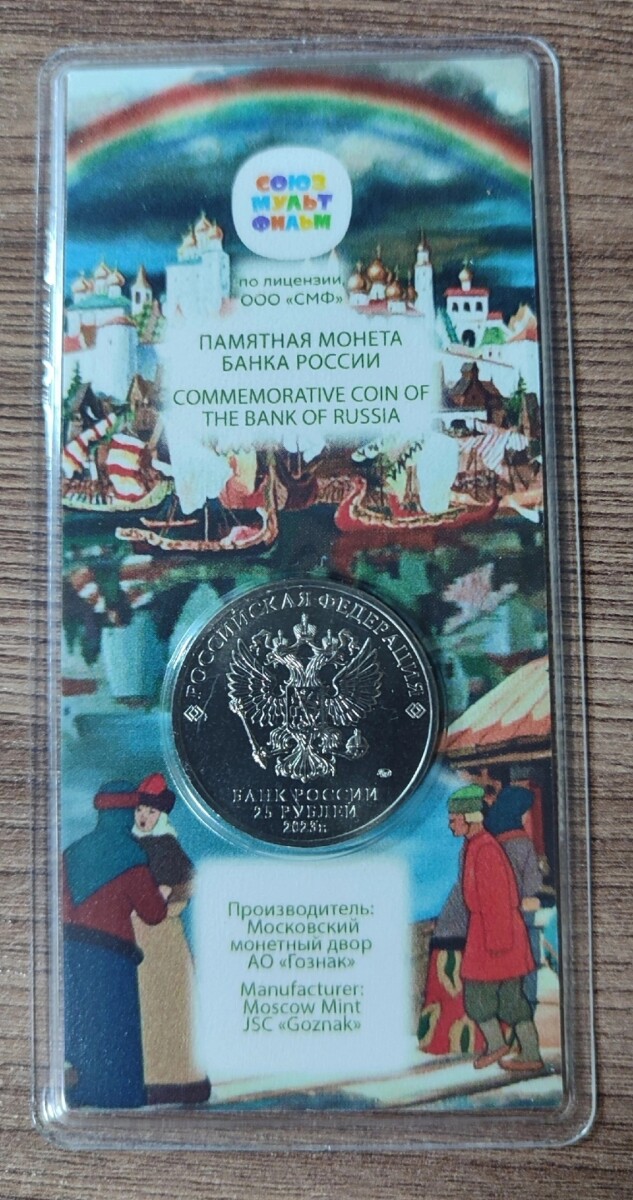 СОЮЗ
МУЛЬТ
ФИЛЬМ
по лицензии
ООО «СМФ»
ПАМЯТНАЯ МОНЕТА
БАНКА РОССИИ
COMMEMORATIVE COIN OF
THE BANK OF RUSSIA
РОССИЙСКАЯ ФЕДЕРАЦИЯ
БАНК РОССИИ
25 РУБЛЕЙ
2023 г.
Производитель:
Московский
монетный двор
АО «Гознак»
Manufacturer:
Moscow Mint
JSC «Goznak»